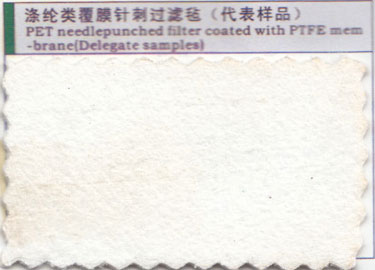 涤纶类覆膜针刺过滤毡（代表样品）
PET needlepunched filter coated with PTFE mem
-brane(Delegate samples)